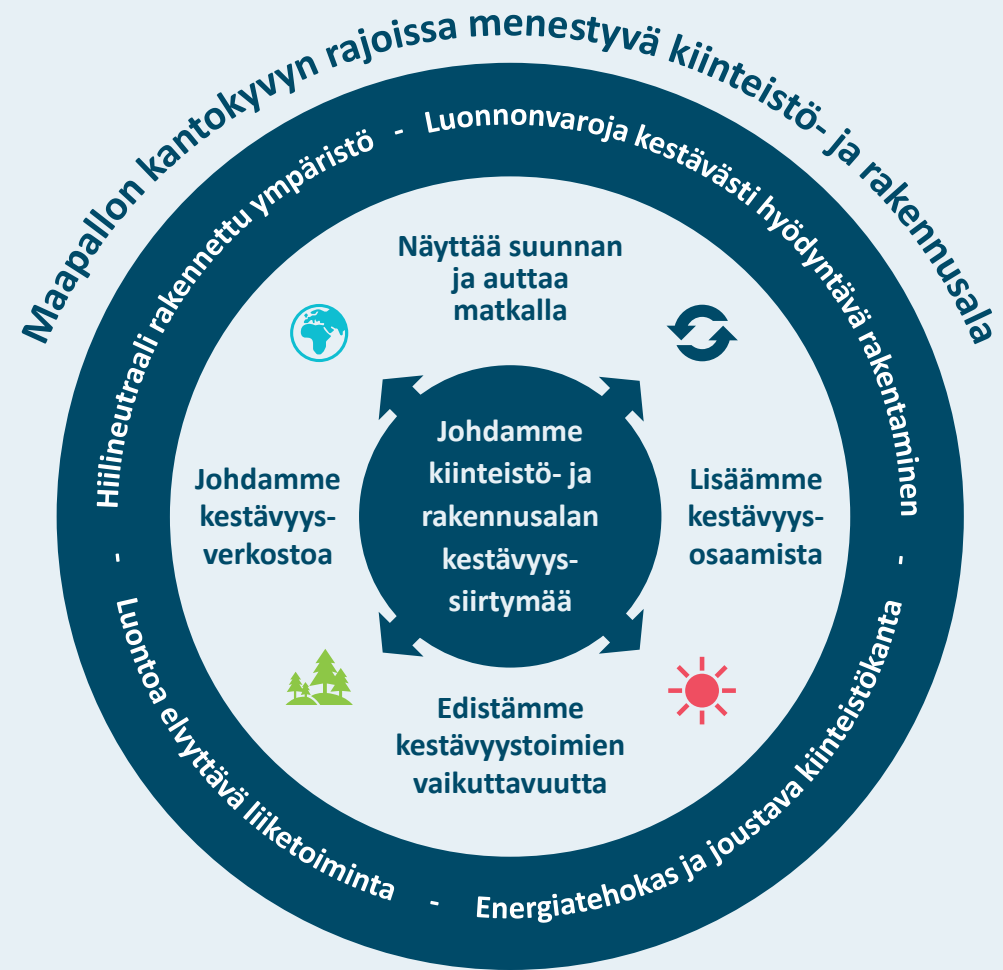 Maapallon kantokyvyn rajoissa menestyvä kiinteistö- ja rakennusala
Hiilineutraali rakennettu ympäristö - Luonnonvaroja kestävästi hyödyntävä rakentaminen -
Energiatehokas ja joustava kiinteistökanta
- Luontoa elvyttävä liiketoiminta -
Näyttää suunnan
ja auttaa
matkalla
Johdamme
kestävyys-
verkostoa
Johdamme
kiinteistö- ja
rakennusalan
kestävyys-
siirtymää
Lisäämme
kestävyys-
osaamista
Edistämme
kestävyystoimien
vaikuttavuutta